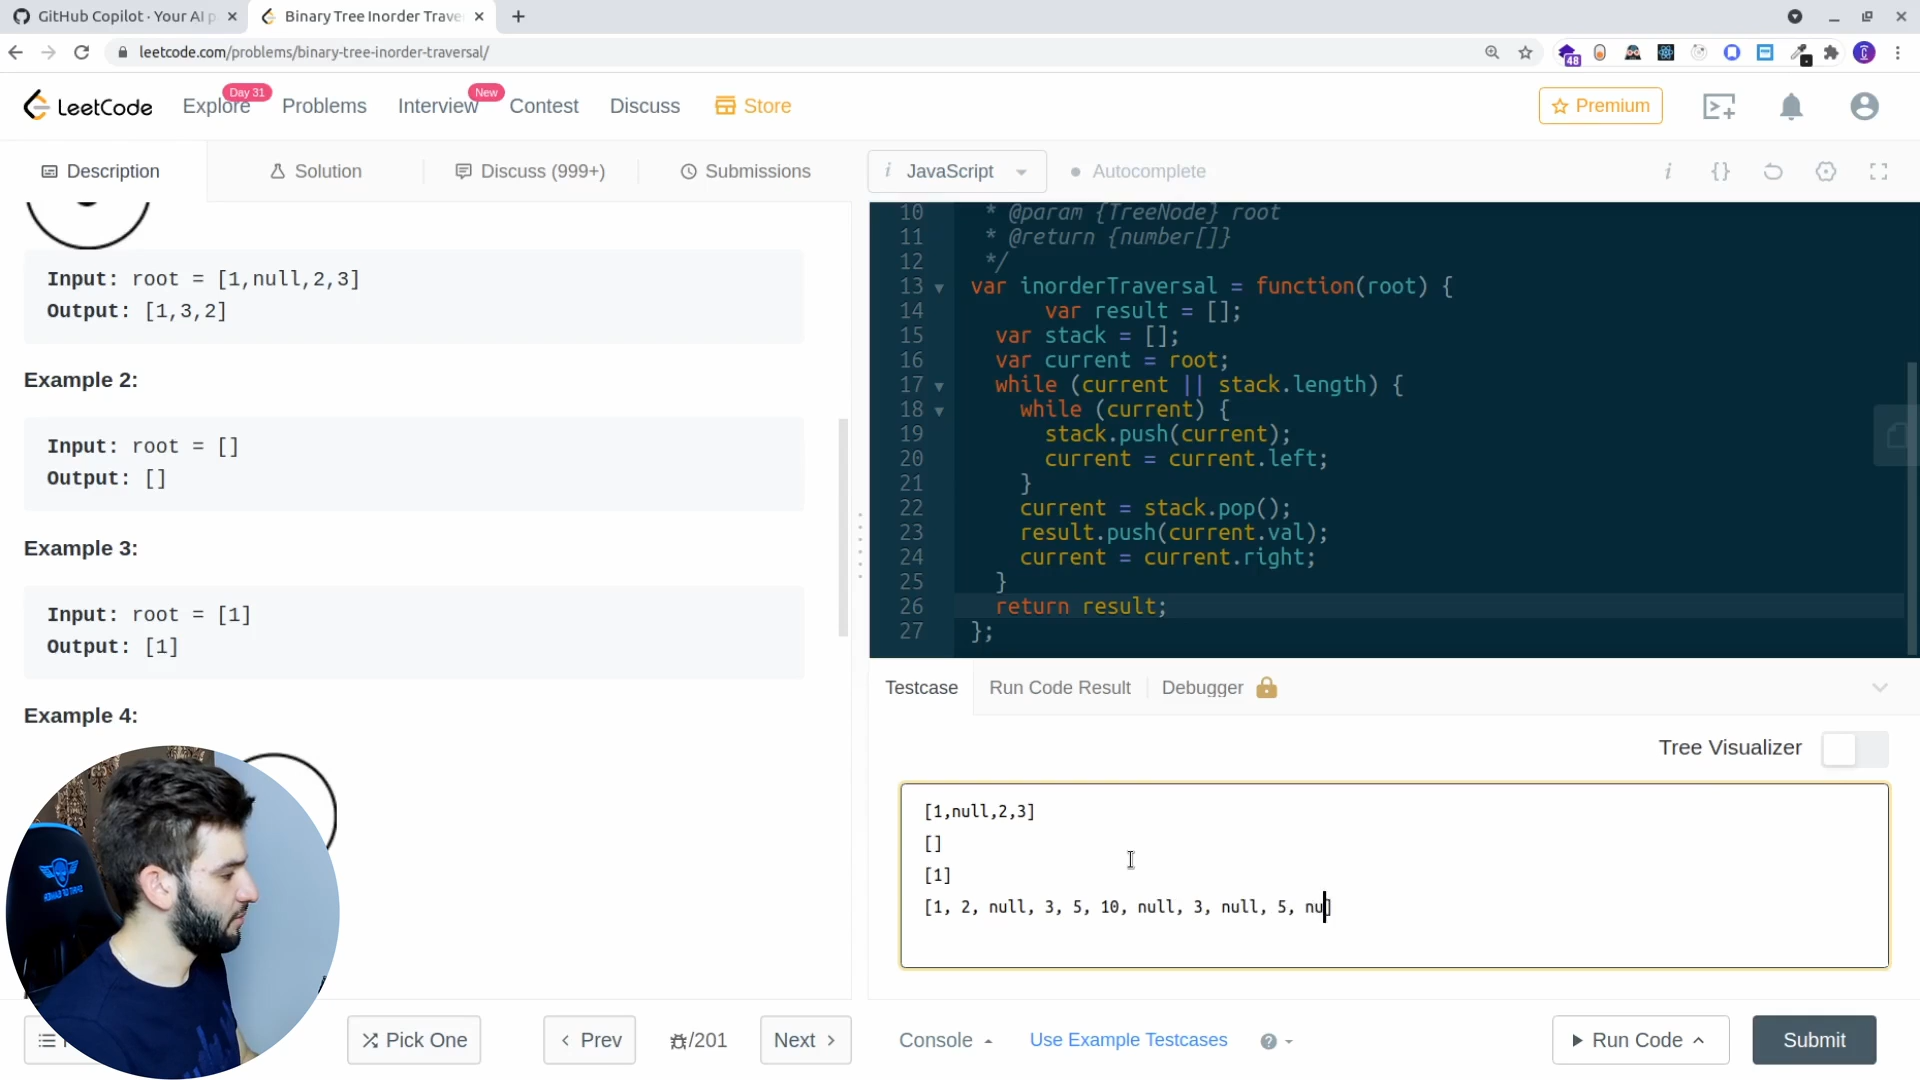 GitHub Copilot · Your AI p
Binary Tree Inorder Trave
leetcode.com/problems/binary-tree-inorder-traversal/
48
LeetCode
Explore
Day 31
Problems
Interview
New
Contest
Discuss
Store
Premium
Description
Solution
Discuss (999+)
Submissions
i JavaScript
Autocomplete
i {}
Input: root = [1,null,2,3]
Output: [1,3,2]
Example 2:
Input: root = []
Output: []
Example 3:
Input: root = [1]
Output: [1]
Example 4:
10 * @param {TreeNode} root
11 * @return {number[]}
12 */
13 var inorderTraversal = function(root) {
14 var result = [];
15 var stack = [];
16 var current = root;
17 while (current || stack.length) {
18 while (current) {
19 stack.push(current);
20 current = current.left;
21 }
22 current = stack.pop();
23 result.push(current.val);
24 current = current.right;
25 }
26 return result;
27 };
Testcase
Run Code Result
Debugger
Tree Visualizer
[1,null,2,3]
[]
[1]
[1, 2, null, 3, 5, 10, null, 3, null, 5, nu]
Pick One
Prev
/201
Next
Console
Use Example Testcases
?
Run Code
Submit